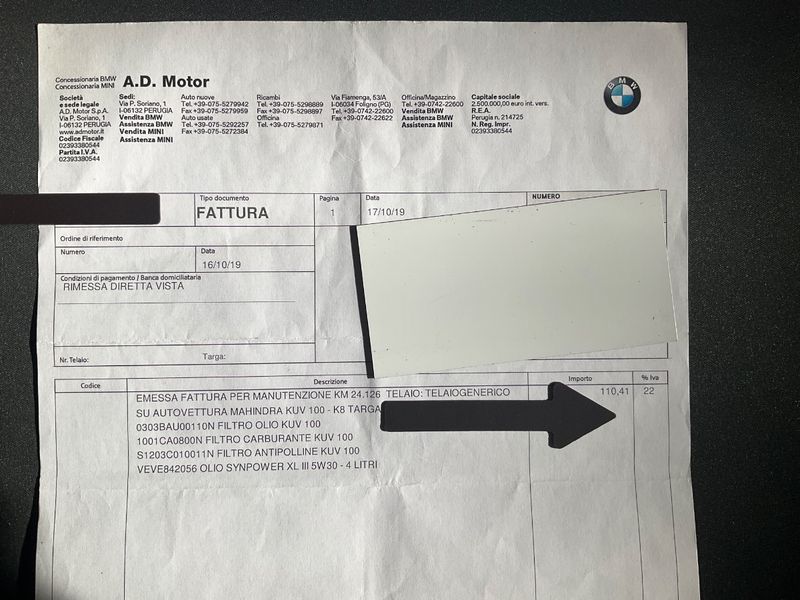 Concessionaria BMW
Concessionaria MINI
A.D. Motor
Società
e sede legale
A.D. Motor S.p.A.
Via P. Soriano, 1
I-06132 PERUGIA
www.admotor.it
Codice Fiscale
02393380544
Partita I.V.A.
02393380544
Sedi:
Via P. Soriano, 1
I-06132 PERUGIA
Vendita BMW
Assistenza BMW
Vendita MINI
Assistenza MINI
Auto nuove
Tel. +39-075-5279942
Fax +39-075-5279959
Auto usate
Tel. +39-075-5292257
Fax +39-075-5272384
Ricambi
Tel. +39-075-5298889
Fax +39-075-5298897
Officina
Tel. +39-075-5279871
Via Fiamenga, 53/A
I-06034 Foligno (PG)
Tel. +39-0742-22600
Fax +39-0742-22622
Officina/Magazzino
Tel. +39-0742-22600
Vendita BMW
Assistenza BMW
Assistenza MINI
Capitale sociale
2.500.000,00 euro int. vers.
R.E.A.
Perugia n. 214725
N. Reg. Impr.
02393380544
BMW
Tipo documento
FATTURA
Pagina
1
Data
17/10/19
NUMERO
Ordine di riferimento
Numero
Data
16/10/19
Condizioni di pagamento / Banca domiciliataria
RIMESSA DIRETTA VISTA
Nr. Telaio:
Targa:
Codice
Descrizione
Importo
% Iva
EMESSA FATTURA PER MANUTENZIONE KM 24.126 TELAIO: TELAIOGENERICO
110,41
22
SU AUTOVETTURA MAHINDRA KUV 100 - K8 TARGA
0303BAU00110N FILTRO OLIO KUV 100
1001CA0800N FILTRO CARBURANTE KUV 100
S1203C010011N FILTRO ANTIPOLLINE KUV 100
VEVE842056 OLIO SYNPOWER XL III 5W30 - 4 LITRI